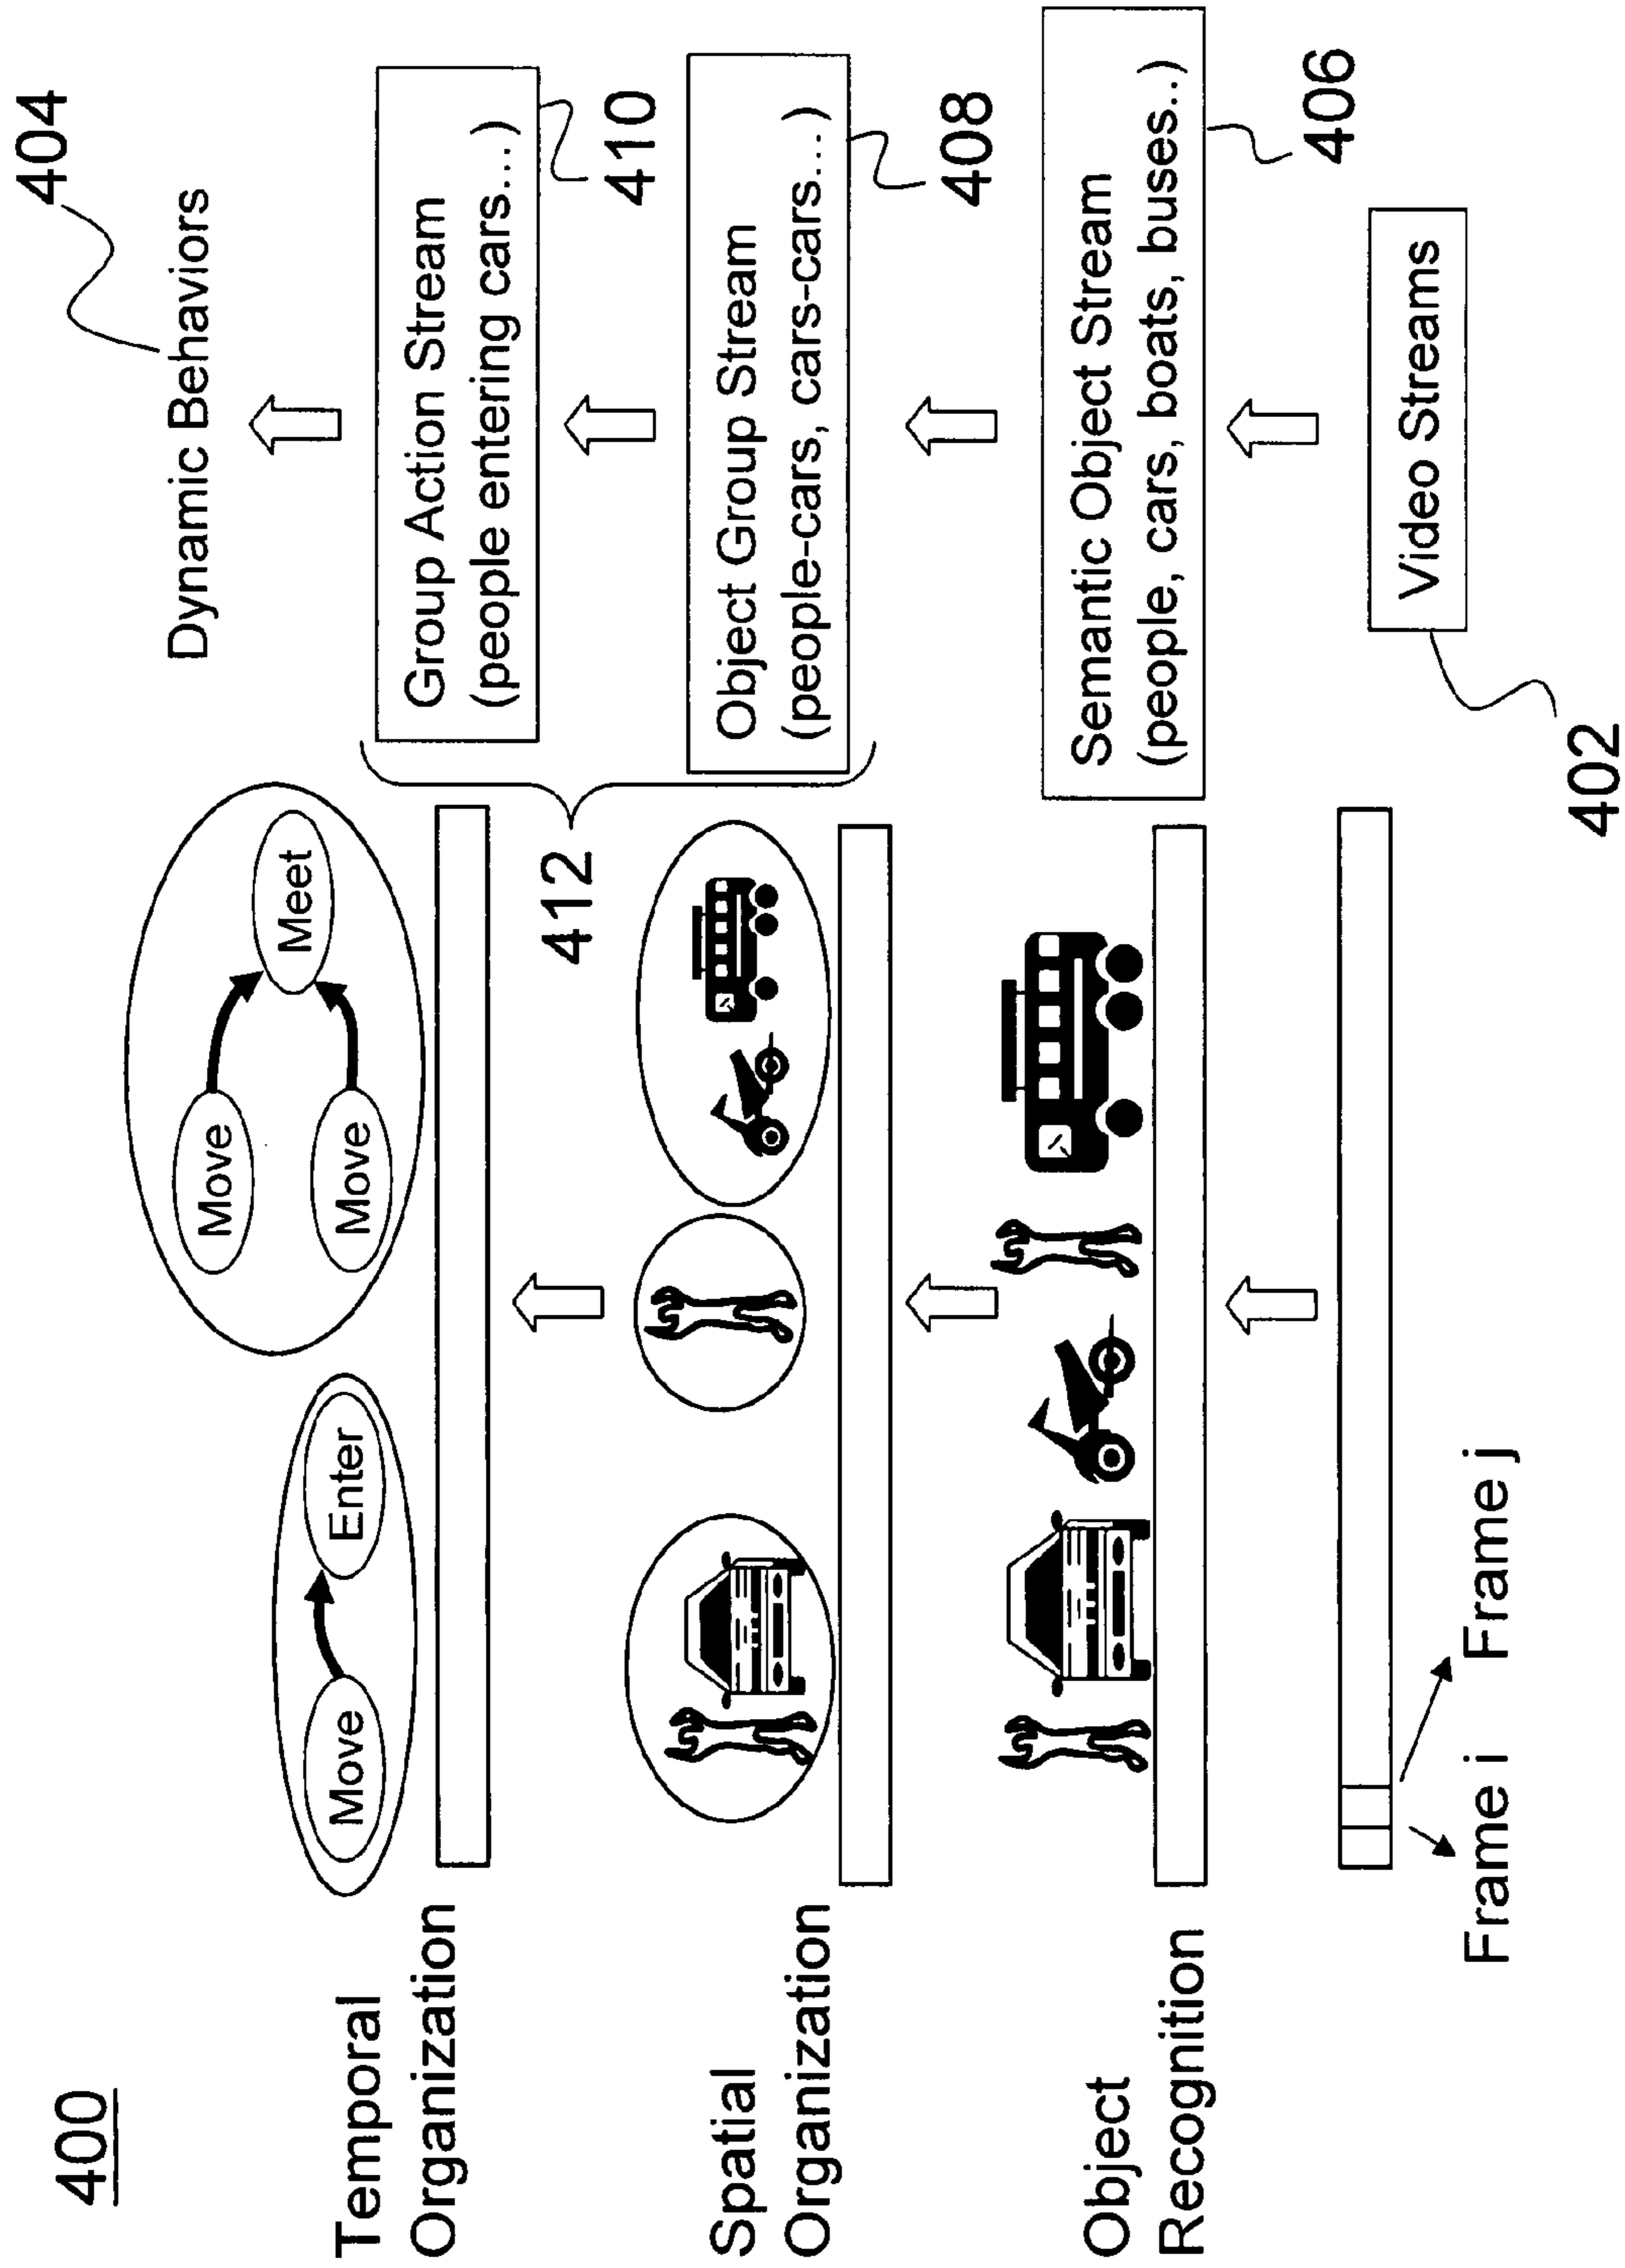 400
404
Dynamic Behaviors
Temporal
Organization
Move
Enter
Move
Move
Meet
Group Action Stream
(people entering cars....)
410
412
Spatial
Organization
Object Group Stream
(people-cars, cars-cars...)
408
Object
Recognition
Semantic Object Stream
(people, cars, boats, buses..)
406
Video Streams
402
Frame i
Frame j